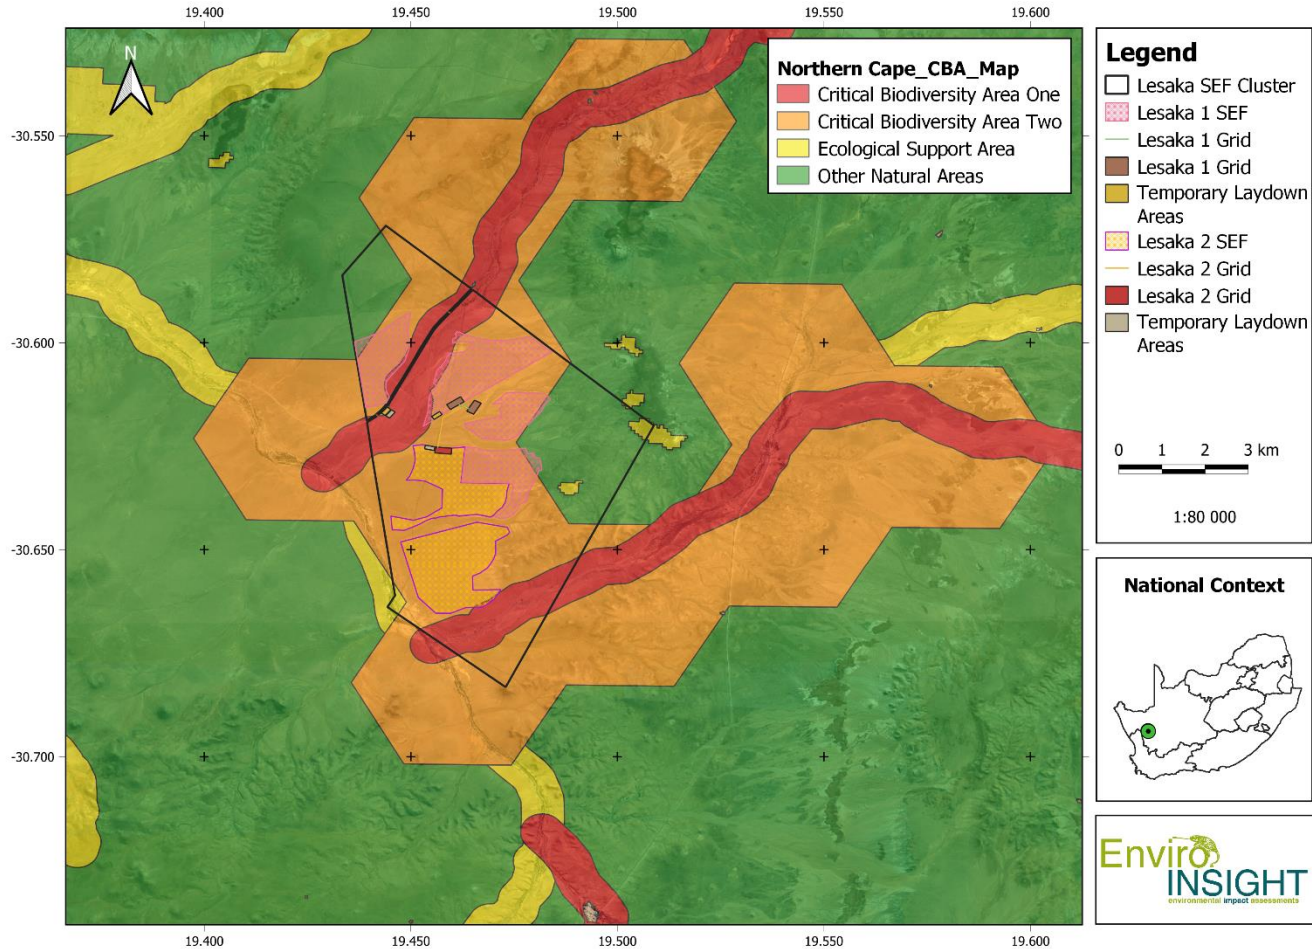 19.400 19.450 19.500 19.550 19.600
N
-30.550
-30.600
-30.650
-30.700
Northern Cape_CBA_Map
Critical Biodiversity Area One
Critical Biodiversity Area Two
Ecological Support Area
Other Natural Areas
19.400 19.450 19.500 19.550 19.600
Legend
Lesaka SEF Cluster
Lesaka 1 SEF
Lesaka 1 Grid
Lesaka 1 Grid
Temporary Laydown
Areas
Lesaka 2 SEF
Lesaka 2 Grid
Lesaka 2 Grid
Temporary Laydown
Areas
0 1 2 3 km
1:80 000
National Context
Enviro
INSIGHT
environmental impact assessments